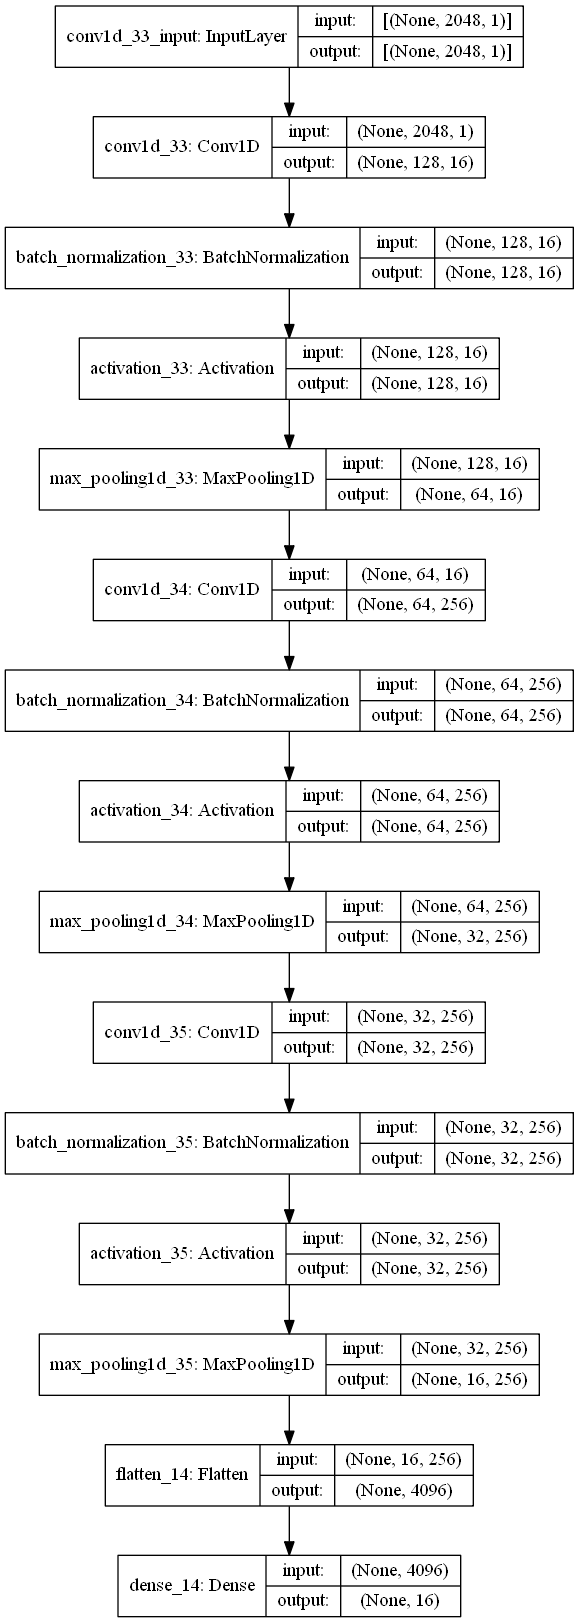 conv1d_33_input: InputLayer
input: [(None, 2048, 1)]
output: [(None, 2048, 1)]
conv1d_33: Conv1D
input: (None, 2048, 1)
output: (None, 128, 16)
batch_normalization_33: BatchNormalization
input: (None, 128, 16)
output: (None, 128, 16)
activation_33: Activation
input: (None, 128, 16)
output: (None, 128, 16)
max_pooling1d_33: MaxPooling1D
input: (None, 128, 16)
output: (None, 64, 16)
conv1d_34: Conv1D
input: (None, 64, 16)
output: (None, 64, 256)
batch_normalization_34: BatchNormalization
input: (None, 64, 256)
output: (None, 64, 256)
activation_34: Activation
input: (None, 64, 256)
output: (None, 64, 256)
max_pooling1d_34: MaxPooling1D
input: (None, 64, 256)
output: (None, 32, 256)
conv1d_35: Conv1D
input: (None, 32, 256)
output: (None, 32, 256)
batch_normalization_35: BatchNormalization
input: (None, 32, 256)
output: (None, 32, 256)
activation_35: Activation
input: (None, 32, 256)
output: (None, 32, 256)
max_pooling1d_35: MaxPooling1D
input: (None, 32, 256)
output: (None, 16, 256)
flatten_14: Flatten
input: (None, 16, 256)
output: (None, 4096)
dense_14: Dense
input: (None, 4096)
output: (None, 16)